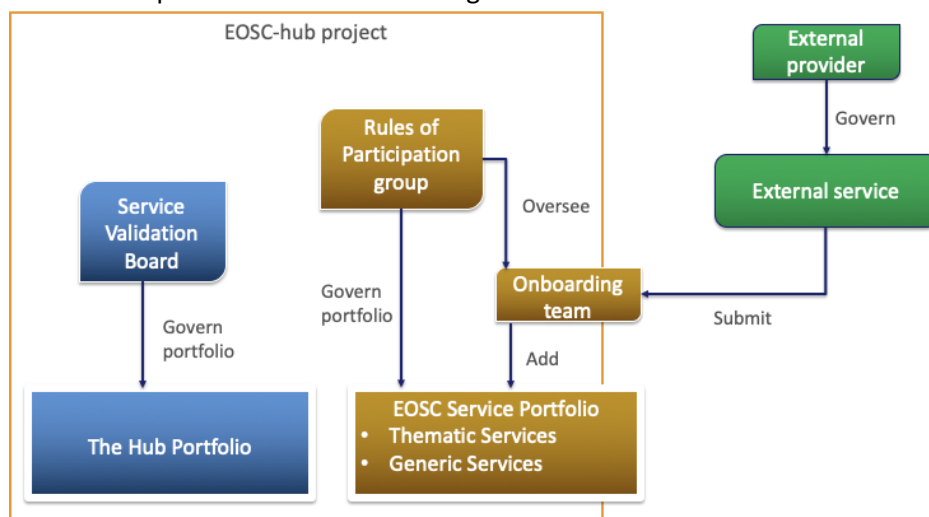 EOSC-hub project
External
provider
Govern
External service
Rules of
Participation
group
Oversee
Service
Validation
Board
Govern
portfolio
Onboarding
team
Submit
Govern
portfolio
Add
The Hub Portfolio
EOSC Service Portfolio
• Thematic Services
• Generic Services